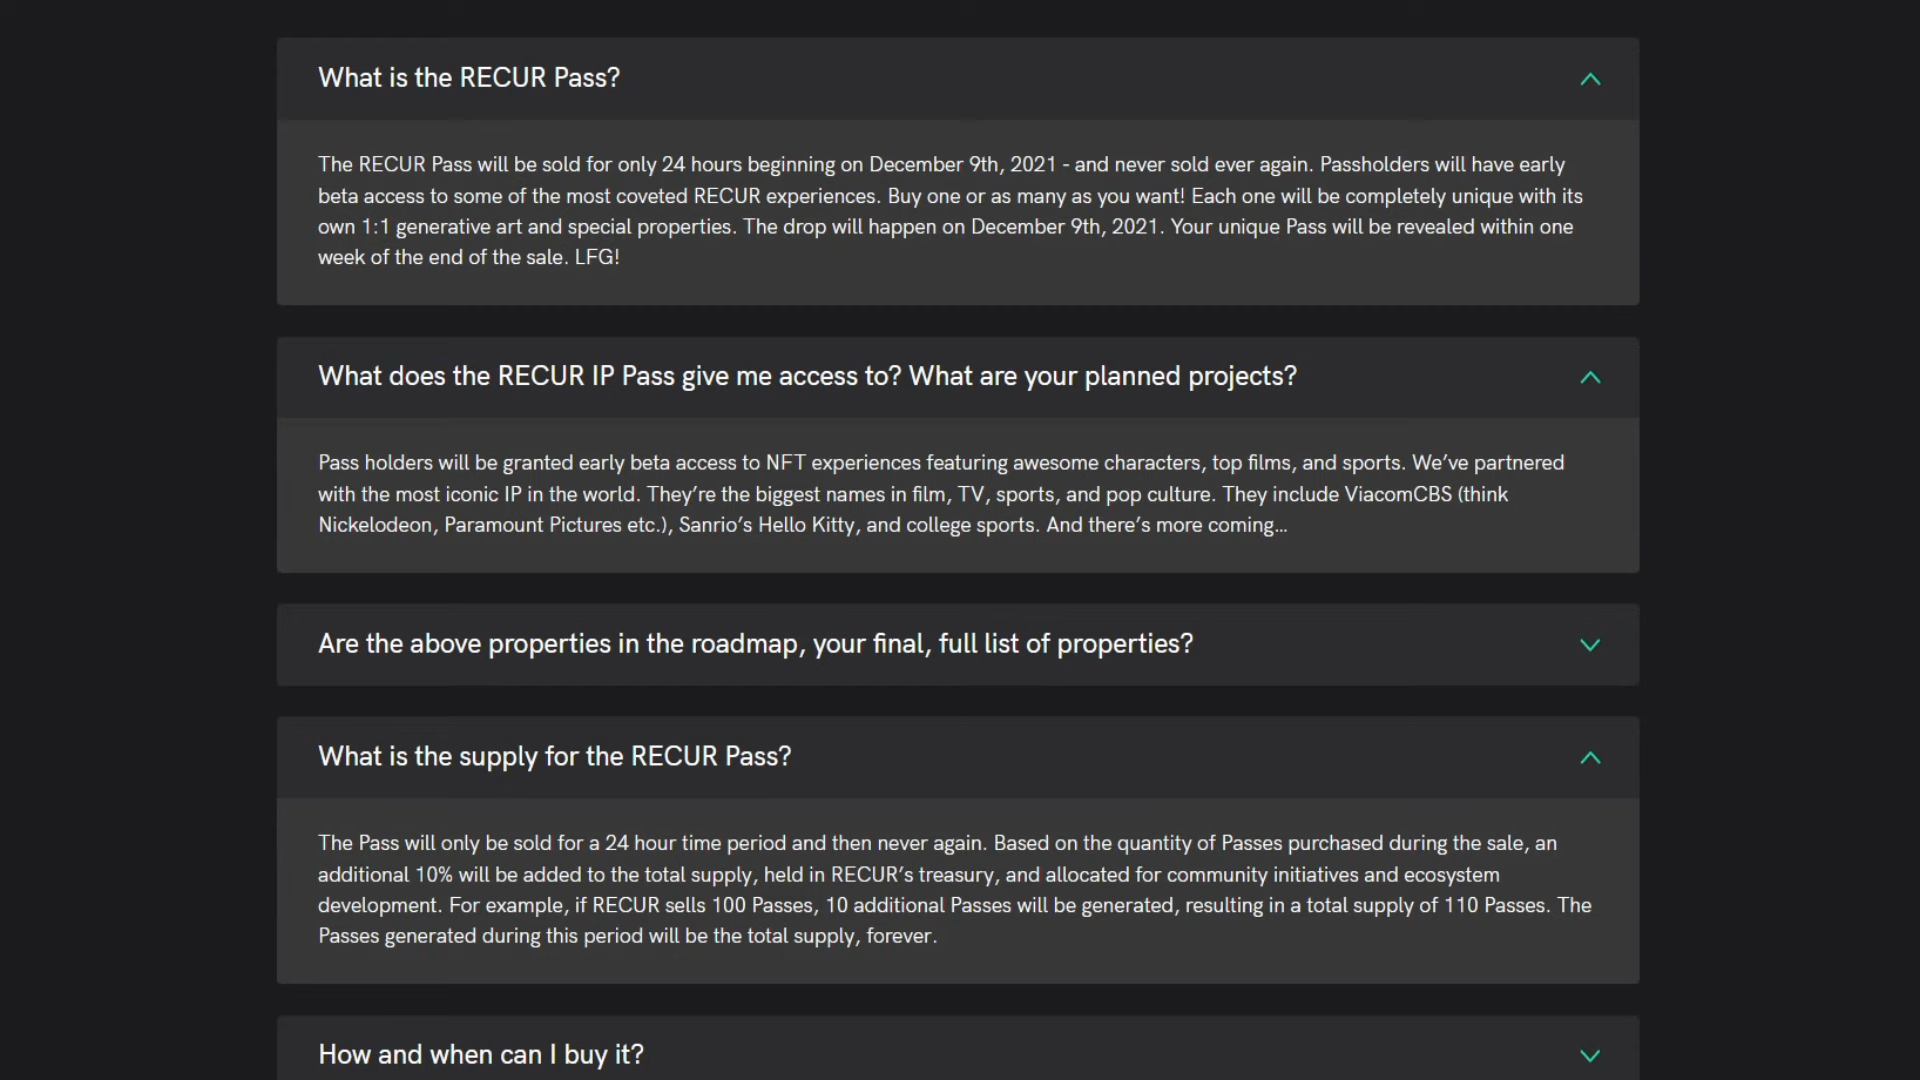 What is the RECUR Pass?
The RECUR Pass will be sold for only 24 hours beginning on December 9th, 2021 - and never sold ever again. Passholders will have early
beta access to some of the most coveted RECUR experiences. Buy one or as many as you want! Each one will be completely unique with its
own 1:1 generative art and special properties. The drop will happen on December 9th, 2021. Your unique Pass will be revealed within one
week of the end of the sale. LFG!
What does the RECUR IP Pass give me access to? What are your planned projects?
Pass holders will be granted early beta access to NFT experiences featuring awesome characters, top films, and sports. We’ve partnered
with the most iconic IP in the world. They’re the biggest names in film, TV, sports, and pop culture. They include ViacomCBS (think
Nickelodeon, Paramount Pictures etc.), Sanrio’s Hello Kitty, and college sports. And there’s more coming...
Are the above properties in the roadmap, your final, full list of properties?
What is the supply for the RECUR Pass?
The Pass will only be sold for a 24 hour time period and then never again. Based on the quantity of Passes purchased during the sale, an
additional 10% will be added to the total supply, held in RECUR’s treasury, and allocated for community initiatives and ecosystem
development. For example, if RECUR sells 100 Passes, 10 additional Passes will be generated, resulting in a total supply of 110 Passes. The
Passes generated during this period will be the total supply, forever.
How and when can I buy it?